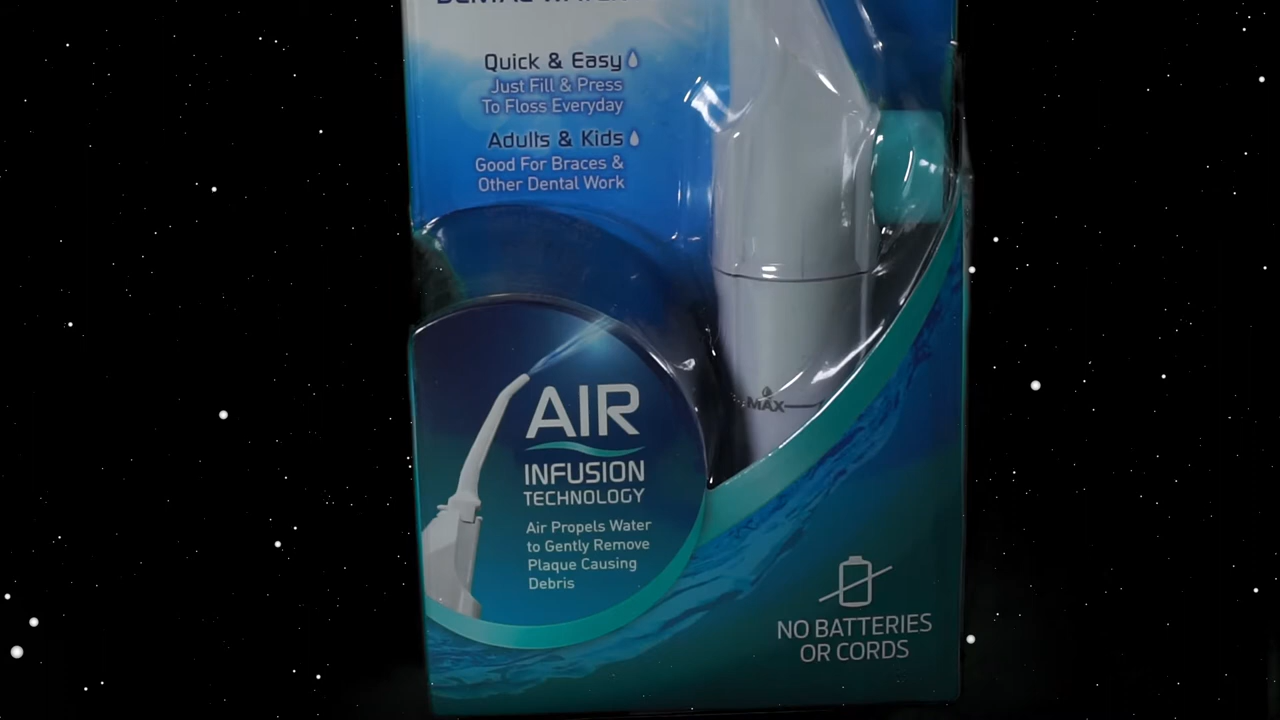 Quick & Easy
Just Fill & Press
To Floss Everyday
Adults & Kids
Good For Braces &
Other Dental Work
MAX
AIR
INFUSION
TECHNOLOGY
Air Propels Water
to Gently Remove
Plaque Causing
Debris
NO BATTERIES
OR CORDS